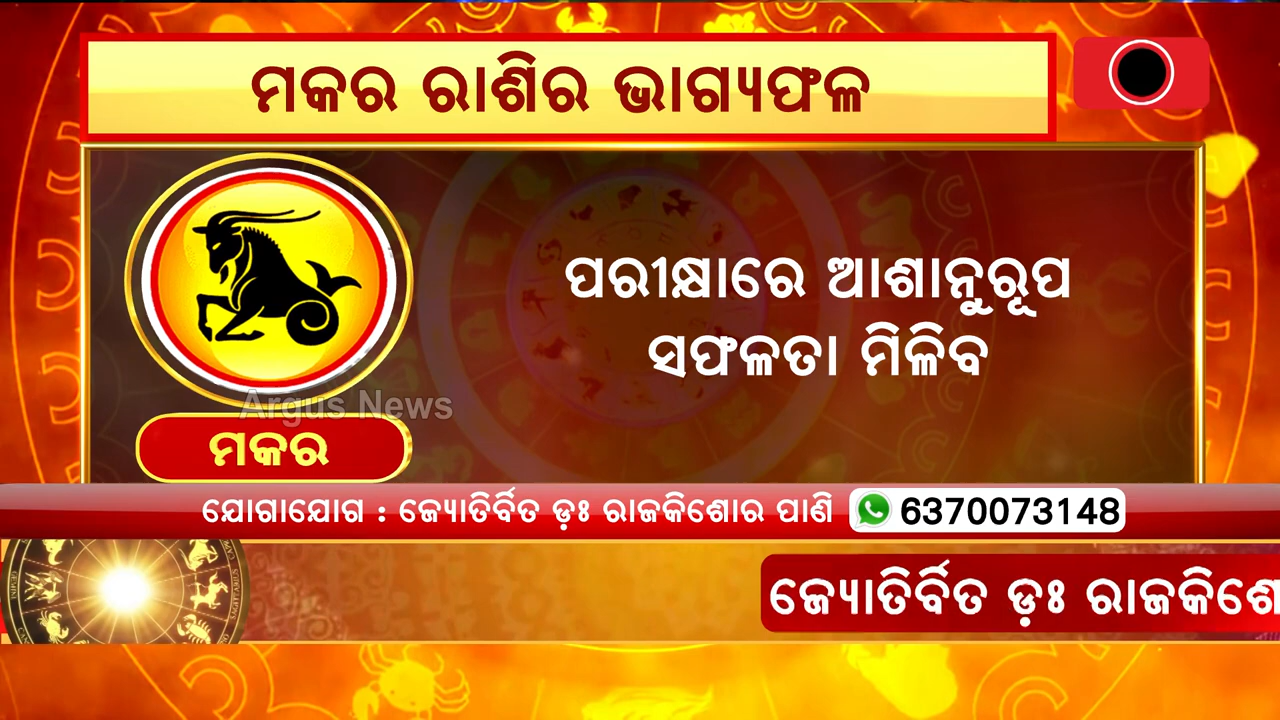 ମକର ରାଶିର ଭାଗ୍ୟଫଳ
ପରୀକ୍ଷାରେ ଆଶାନୁରୂପ
ସଫଳତା ମିଳିବ
Argus News
ମକର
ଯୋଗାଯୋଗ : ଜ୍ୟୋତିର୍ବିତ ଡ଼ଃ ରାଜକିଶୋର ପାଣି 6370073148
ଜ୍ୟୋତିର୍ବିତ ଡ଼ଃ ରାଜକିଶୋ